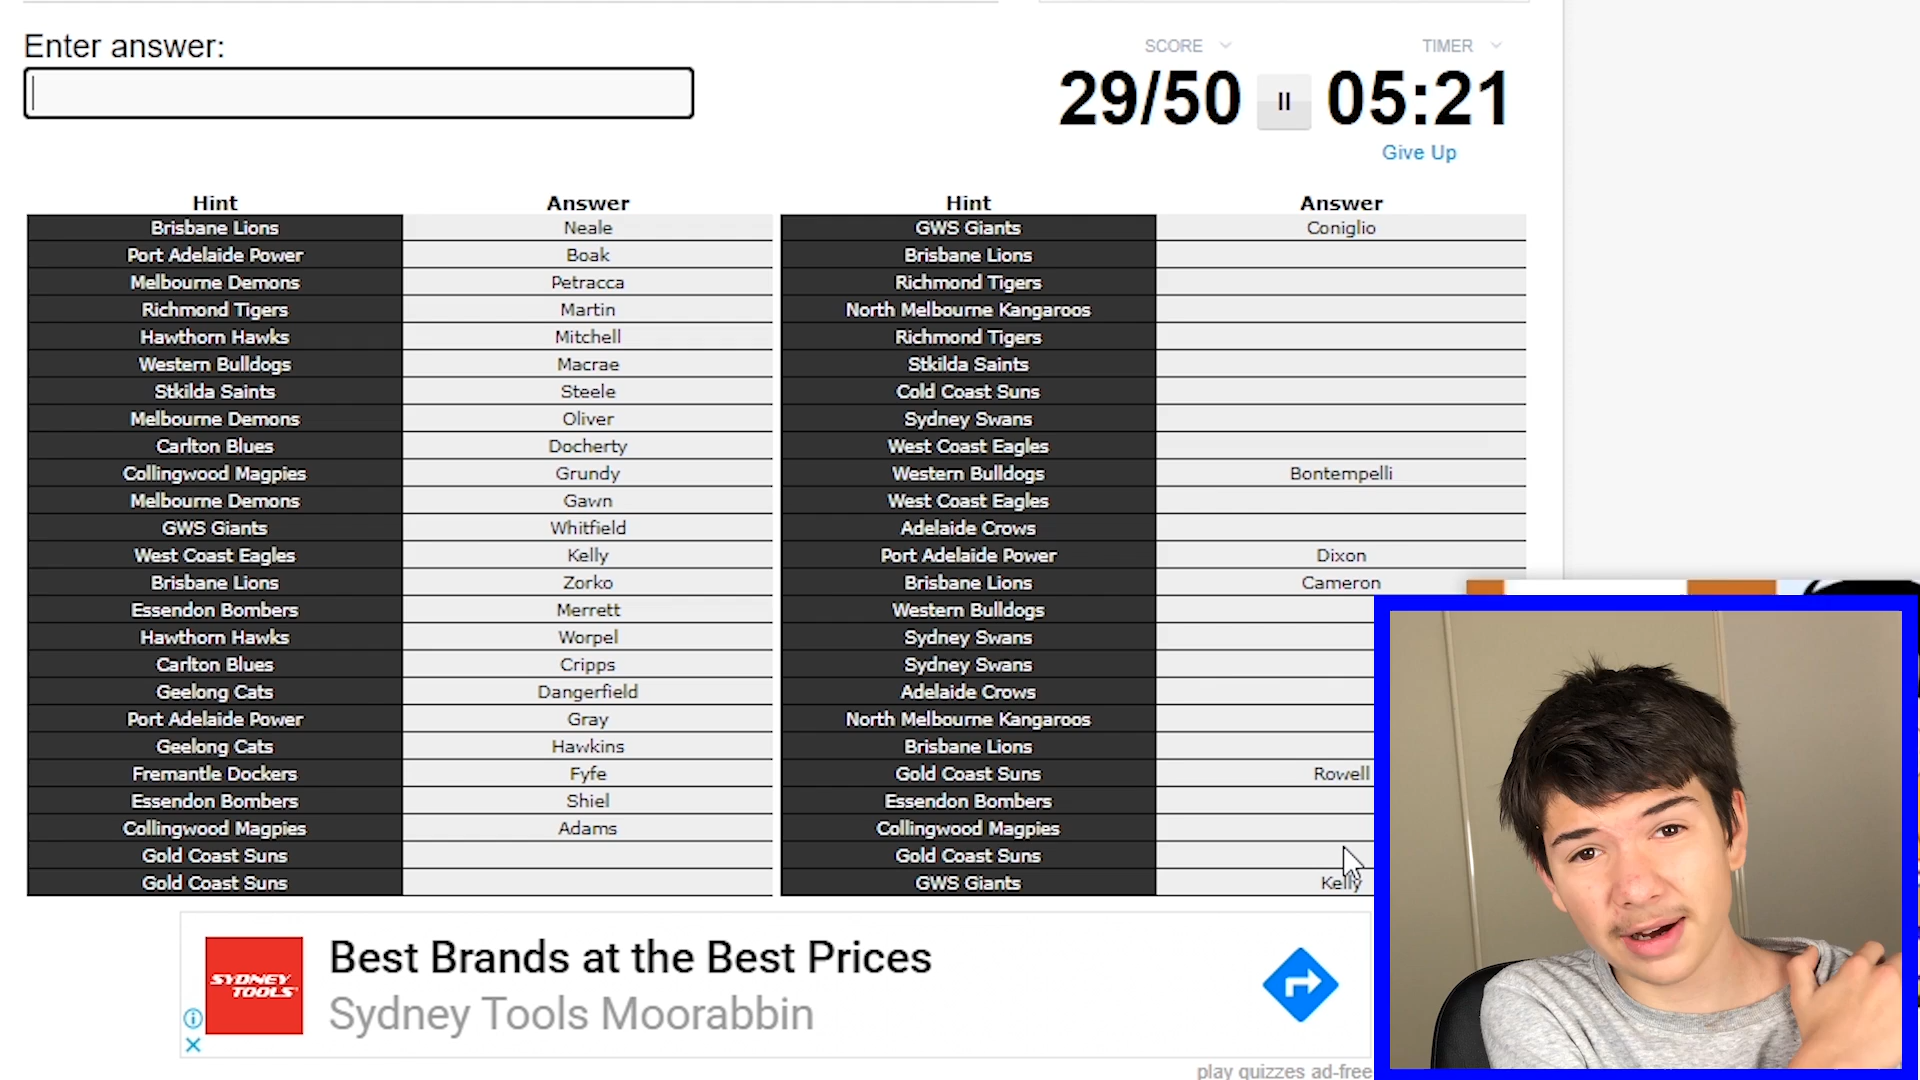 Enter answer:
SCORE
TIMER
29/50
05:21
Give Up
Hint Answer
Brisbane Lions Neale
Port Adelaide Power Boak
Melbourne Demons Petracca
Richmond Tigers Martin
Hawthorn Hawks Mitchell
Western Bulldogs Macrae
Stkilda Saints Steele
Melbourne Demons Oliver
Carlton Blues Docherty
Collingwood Magpies Grundy
Melbourne Demons Gawn
GWS Giants Whitfield
West Coast Eagles Kelly
Brisbane Lions Zorko
Essendon Bombers Merrett
Hawthorn Hawks Worpel
Carlton Blues Cripps
Geelong Cats Dangerfield
Port Adelaide Power Gray
Geelong Cats Hawkins
Fremantle Dockers Fyfe
Essendon Bombers Shiel
Collingwood Magpies Adams
Gold Coast Suns
Gold Coast Suns
Hint Answer
GWS Giants Coniglio
Brisbane Lions
Richmond Tigers
North Melbourne Kangaroos
Richmond Tigers
Stkilda Saints
Cold Coast Suns
Sydney Swans
West Coast Eagles
Western Bulldogs Bontempelli
West Coast Eagles
Adelaide Crows
Port Adelaide Power Dixon
Brisbane Lions Cameron
Western Bulldogs
Sydney Swans
Sydney Swans
Adelaide Crows
North Melbourne Kangaroos
Brisbane Lions
Gold Coast Suns Rowell
Essendon Bombers
Collingwood Magpies
Gold Coast Suns
GWS Giants Kelly
SYDNEY
TOOLS
Best Brands at the Best Prices
Sydney Tools Moorabbin
play quizzes ad-free